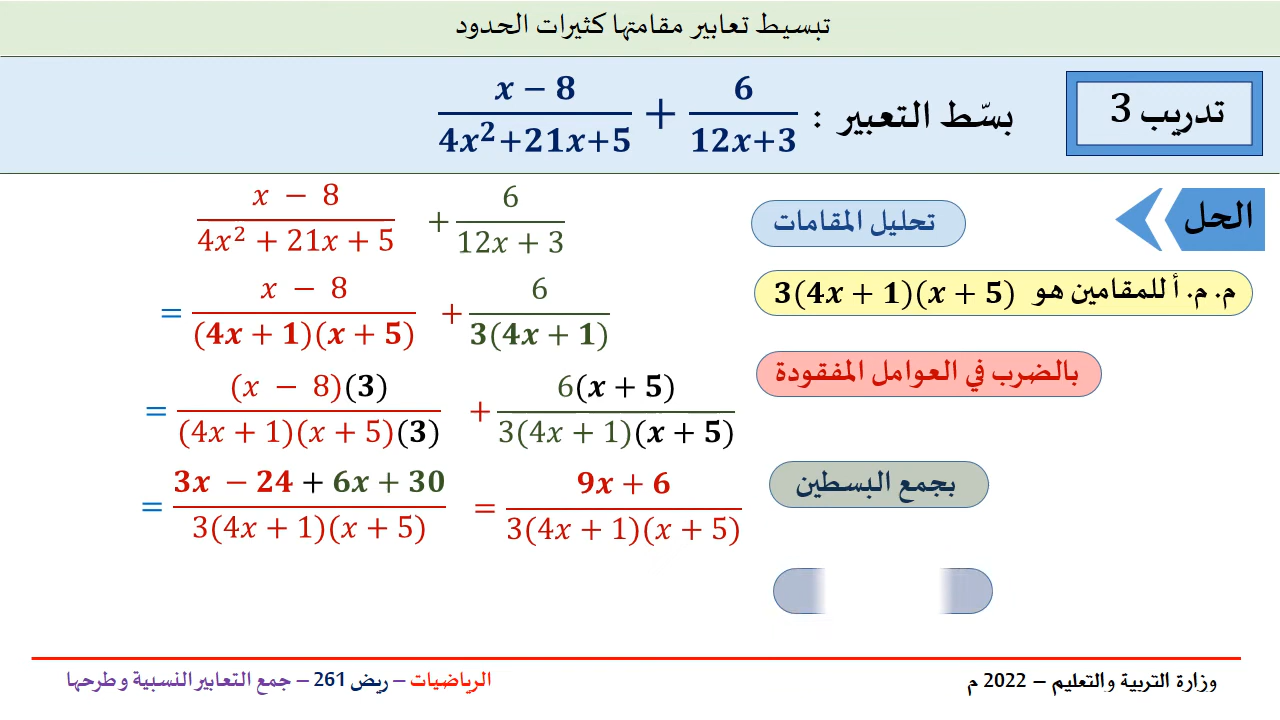 تبسيط تعابير مقامتها كثيرات الحدود
تدريب 3
بسّط التعبير : (x − 8)/(4x²+21x+5) + 6/(12x+3)
الحل
تحليل المقامات
(x − 8)/(4x² + 21x + 5) + 6/(12x + 3)
م. م. أ للمقامين هو 3(4x + 1)(x + 5)
= (x − 8)/((4x + 1)(x + 5)) + 6/(3(4x + 1))
بالضرب في العوامل المفقودة
= ((x − 8)(3))/((4x + 1)(x + 5)(3)) + (6(x + 5))/(3(4x + 1)(x + 5))
بجمع البسطين
= (3x − 24 + 6x + 30)/(3(4x + 1)(x + 5)) = (9x + 6)/(3(4x + 1)(x + 5))
وزارة التربية والتعليم – 2022 م
الرياضيات – ريض 261 – جمع التعابير النسبية وطرحها